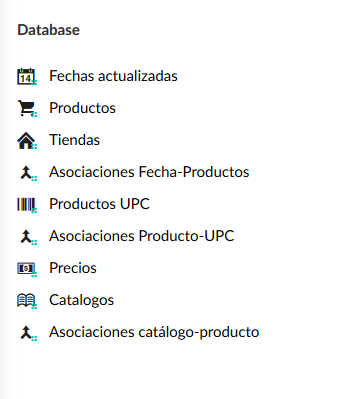 Database
Fechas actualizadas
Productos
Tiendas
Asociaciones Fecha-Productos
Productos UPC
Asociaciones Producto-UPC
Precios
Catalogos
Asociaciones catálogo-producto